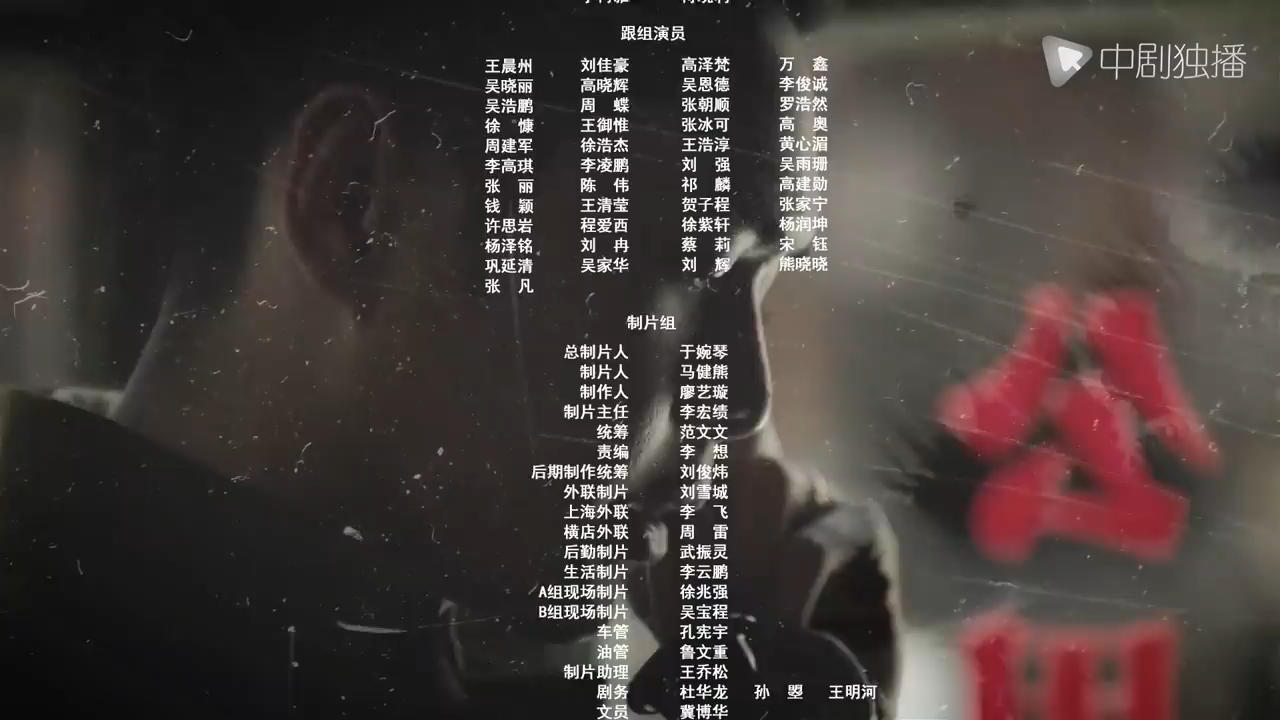 中剧独播
跟组演员
王晨州 刘佳豪 高泽梵 万 鑫
吴晓丽 高晓辉 吴恩德 李俊诚
吴浩鹏 周 蝶 张朝顺 罗浩然
徐 慷 王御惟 张冰可 高 奥
周建军 徐浩杰 王浩淳 黄心湄
李高琪 李凌鹏 刘 强 吴雨珊
张 丽 陈 伟 祁 麟 高建勋
钱 颖 王清莹 贺子程 张家宁
许思岩 程爱西 徐紫轩 杨润坤
杨泽铭 刘 冉 蔡 莉 宋 钰
巩延清 吴家华 刘 辉 熊晓晓
张 凡
制片组
总制片人 于婉琴
制片人 马健熊
制作人 廖艺璇
制片主任 李宏绩
统筹 范文文
责编 李 想
后期制作统筹 刘俊炜
外联制片 刘雪城
上海外联 李 飞
横店外联 周 雷
后勤制片 武振灵
生活制片 李云鹏
A组现场制片 徐兆强
B组现场制片 吴宝程
车管 孔宪宇
油管 鲁文重
制片助理 王乔松
剧务 杜华龙 孙 曌 王明河
文员 冀博华